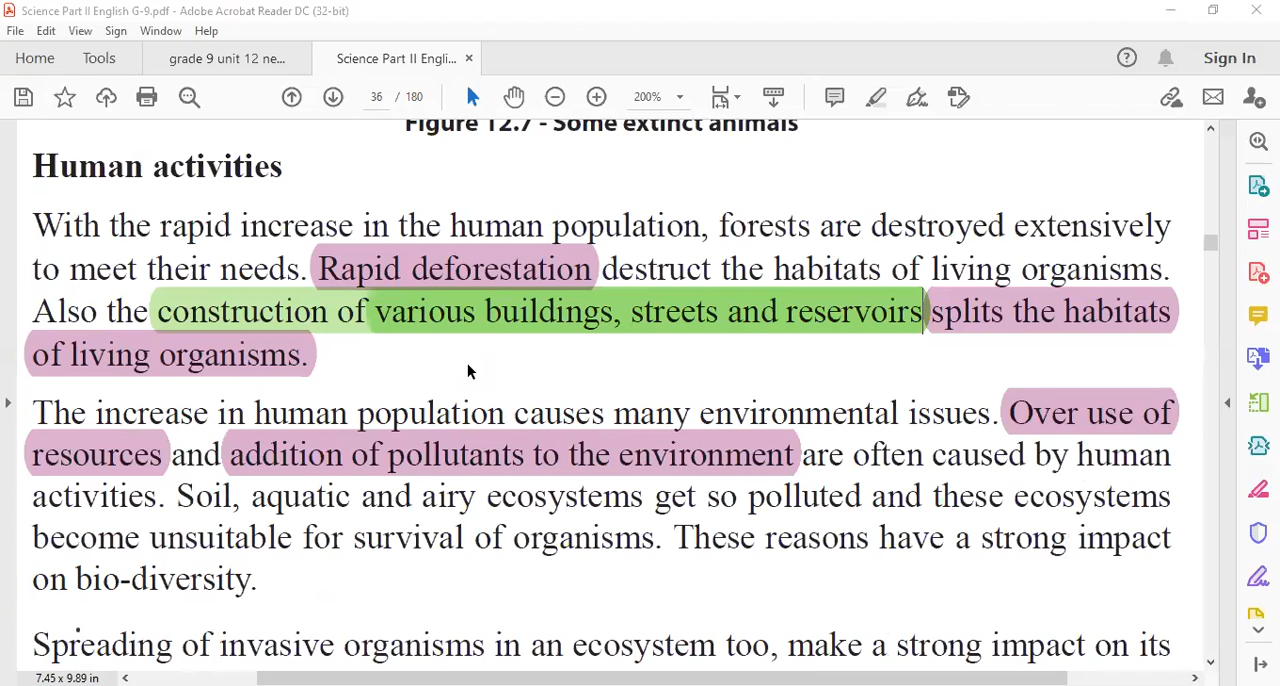 Science Part II English G-9.pdf - Adobe Acrobat Reader DC (32-bit)
File Edit View Sign Window Help
Home Tools grade 9 unit 12 ne... Science Part II Engli... × Sign In
36 / 180 200%
Figure 12.7 - Some extinct animals
Human activities
With the rapid increase in the human population, forests are destroyed extensively
to meet their needs. Rapid deforestation destruct the habitats of living organisms.
Also the construction of various buildings, streets and reservoirs splits the habitats
of living organisms.
The increase in human population causes many environmental issues. Over use of
resources and addition of pollutants to the environment are often caused by human
activities. Soil, aquatic and airy ecosystems get so polluted and these ecosystems
become unsuitable for survival of organisms. These reasons have a strong impact
on bio-diversity.
Spreading of invasive organisms in an ecosystem too, make a strong impact on its
7.45 x 9.89 in